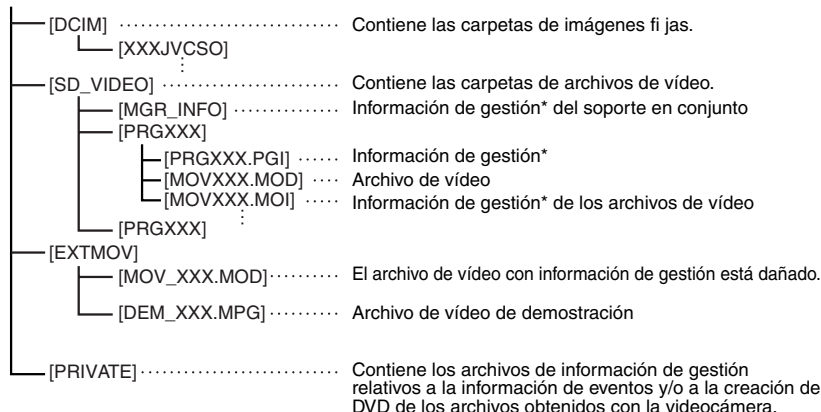 [DCIM] Contiene las carpetas de imágenes fi jas.
[XXXJVCSO]
[SD_VIDEO] Contiene las carpetas de archivos de vídeo.
[MGR_INFO] Información de gestión* del soporte en conjunto
[PRGXXX]
[PRGXXX.PGI] Información de gestión*
[MOVXXX.MOD] Archivo de vídeo
[MOVXXX.MOI] Información de gestión* de los archivos de vídeo
[PRGXXX]
[EXTMOV]
[MOV_XXX.MOD] El archivo de vídeo con información de gestión está dañado.
[DEM_XXX.MPG] Archivo de vídeo de demostración
[PRIVATE] Contiene los archivos de información de gestión
relativos a la información de eventos y/o a la creación de
DVD de los archivos obtenidos con la videocámera.